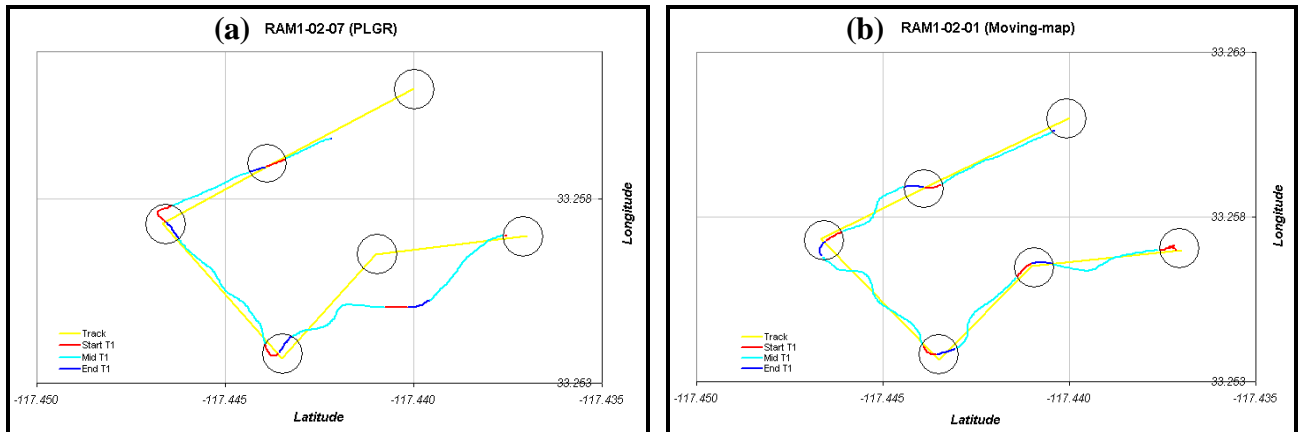 (a) RAM1-02-07 (PLGR)
33.258
Longitude
Track
Start T1
Mid T1
End T1
33.253
-117.450
-117.445
-117.440
-117.435
Latitude
(b) RAM1-02-01 (Moving-map)
33.263
33.258
Longitude
Track
Start T1
Mid T1
End T1
33.253
-117.450
-117.445
-117.440
-117.435
Latitude